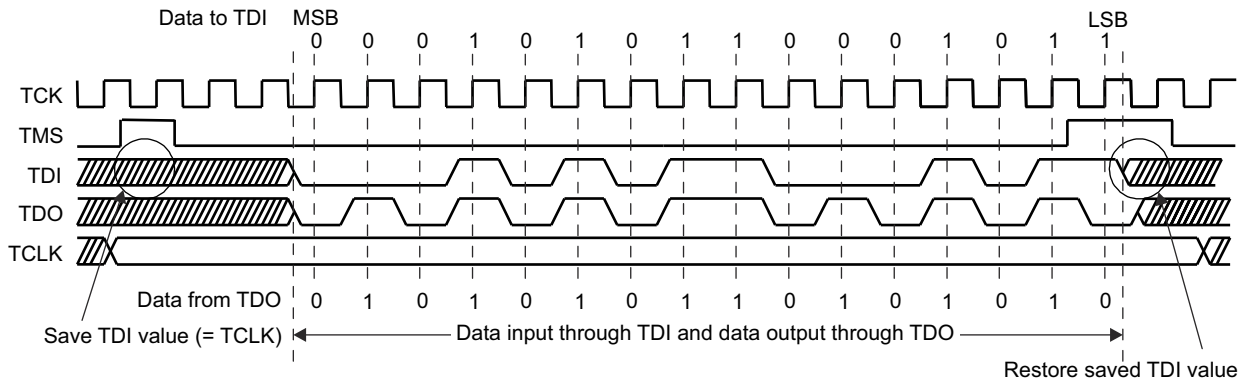 Data to TDI MSB LSB
0 0 0 1 0 1 0 1 1 0 0 0 1 0 1 1
TCK
TMS
TDI
TDO
TCLK
Data from TDO 0 1 0 1 0 1 0 1 1 0 1 0 1 0 1 0
Save TDI value (= TCLK) Data input through TDI and data output through TDO
Restore saved TDI value